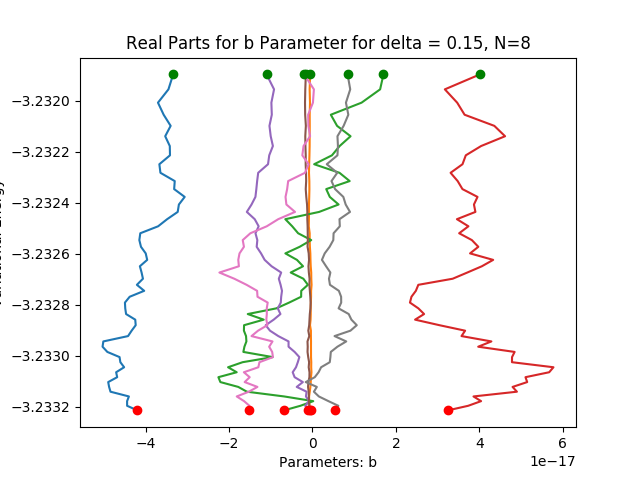 Real Parts for b Parameter for delta = 0.15, N=8
−3.2320
−3.2322
−3.2324
−3.2326
−3.2328
−3.2330
−3.2332
−4 −2 0 2 4 6
1e−17
Parameters: b